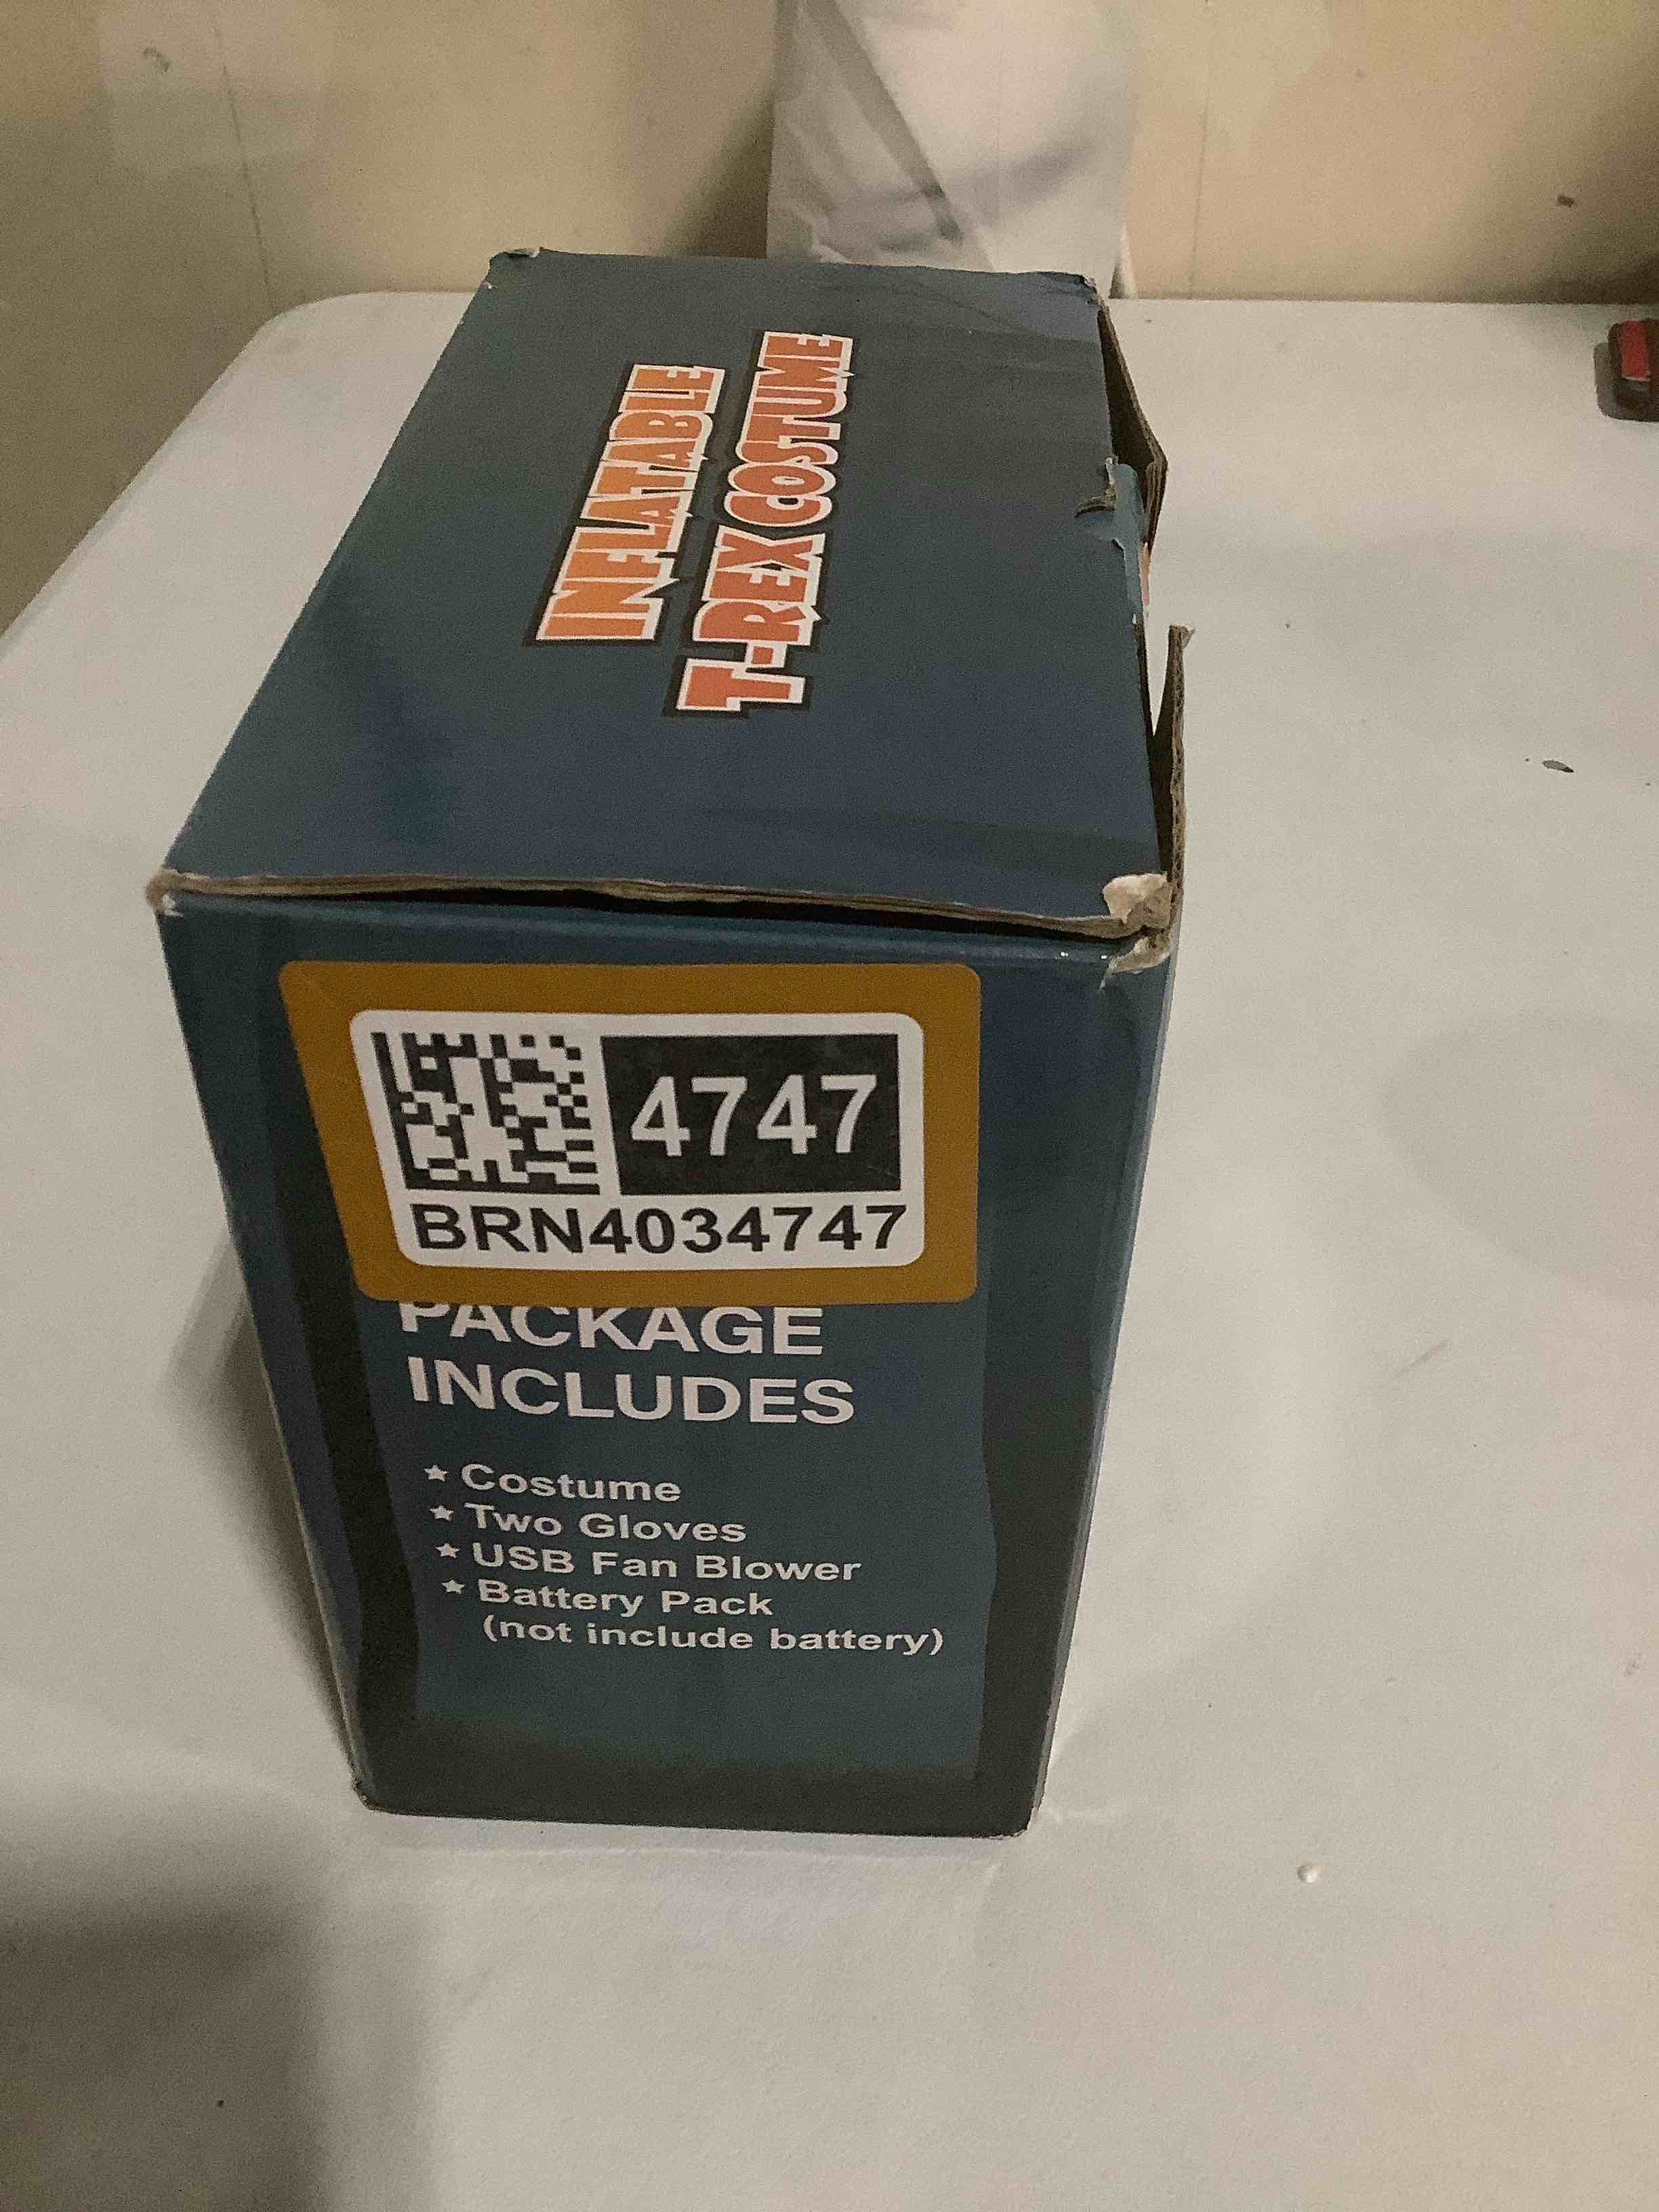 INFLATABLE
T-REX COSTUME
4747
BRN4034747
PACKAGE
INCLUDES
★ Costume
★ Two Gloves
★ USB Fan Blower
★ Battery Pack
(not include battery)